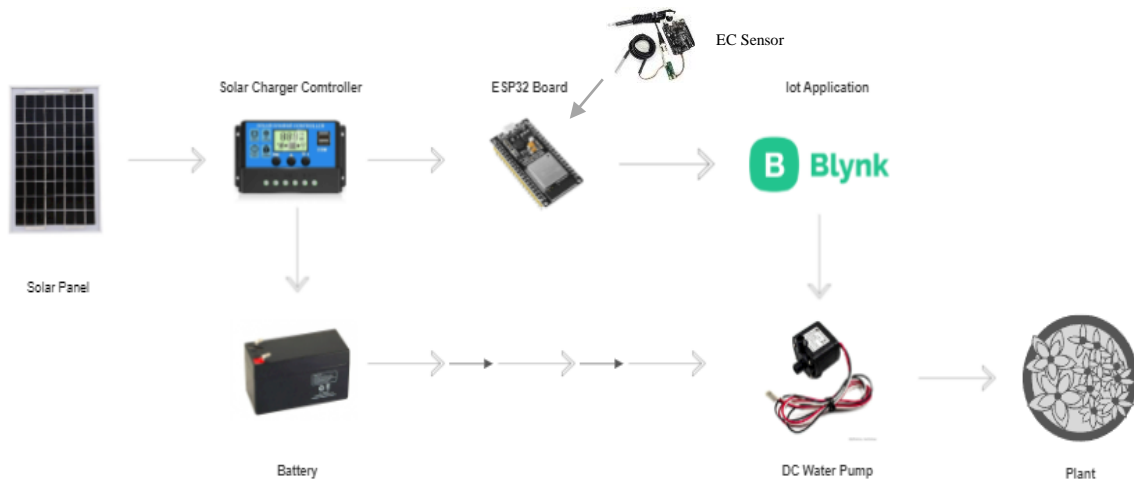 EC Sensor
Solar Charger Comtroller
ESP32 Board
Iot Application
B Blynk
Solar Panel
Battery
DC Water Pump
Plant